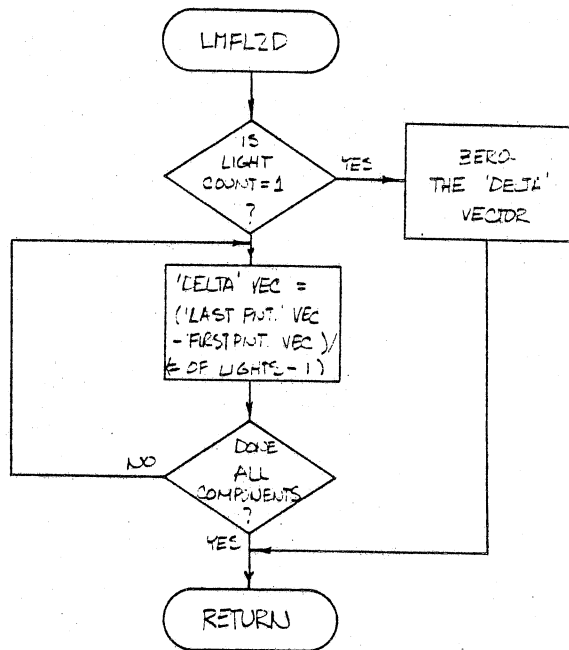 LMFL2D
IS
LIGHT
COUNT=1
?
YES
ZERO
THE 'DELTA'
VECTOR
'DELTA' VEC =
('LAST PNT.' VEC
- 'FIRST PNT. VEC)/
(# OF LIGHTS - 1)
NO
DONE
ALL
COMPONENTS
?
YES
RETURN